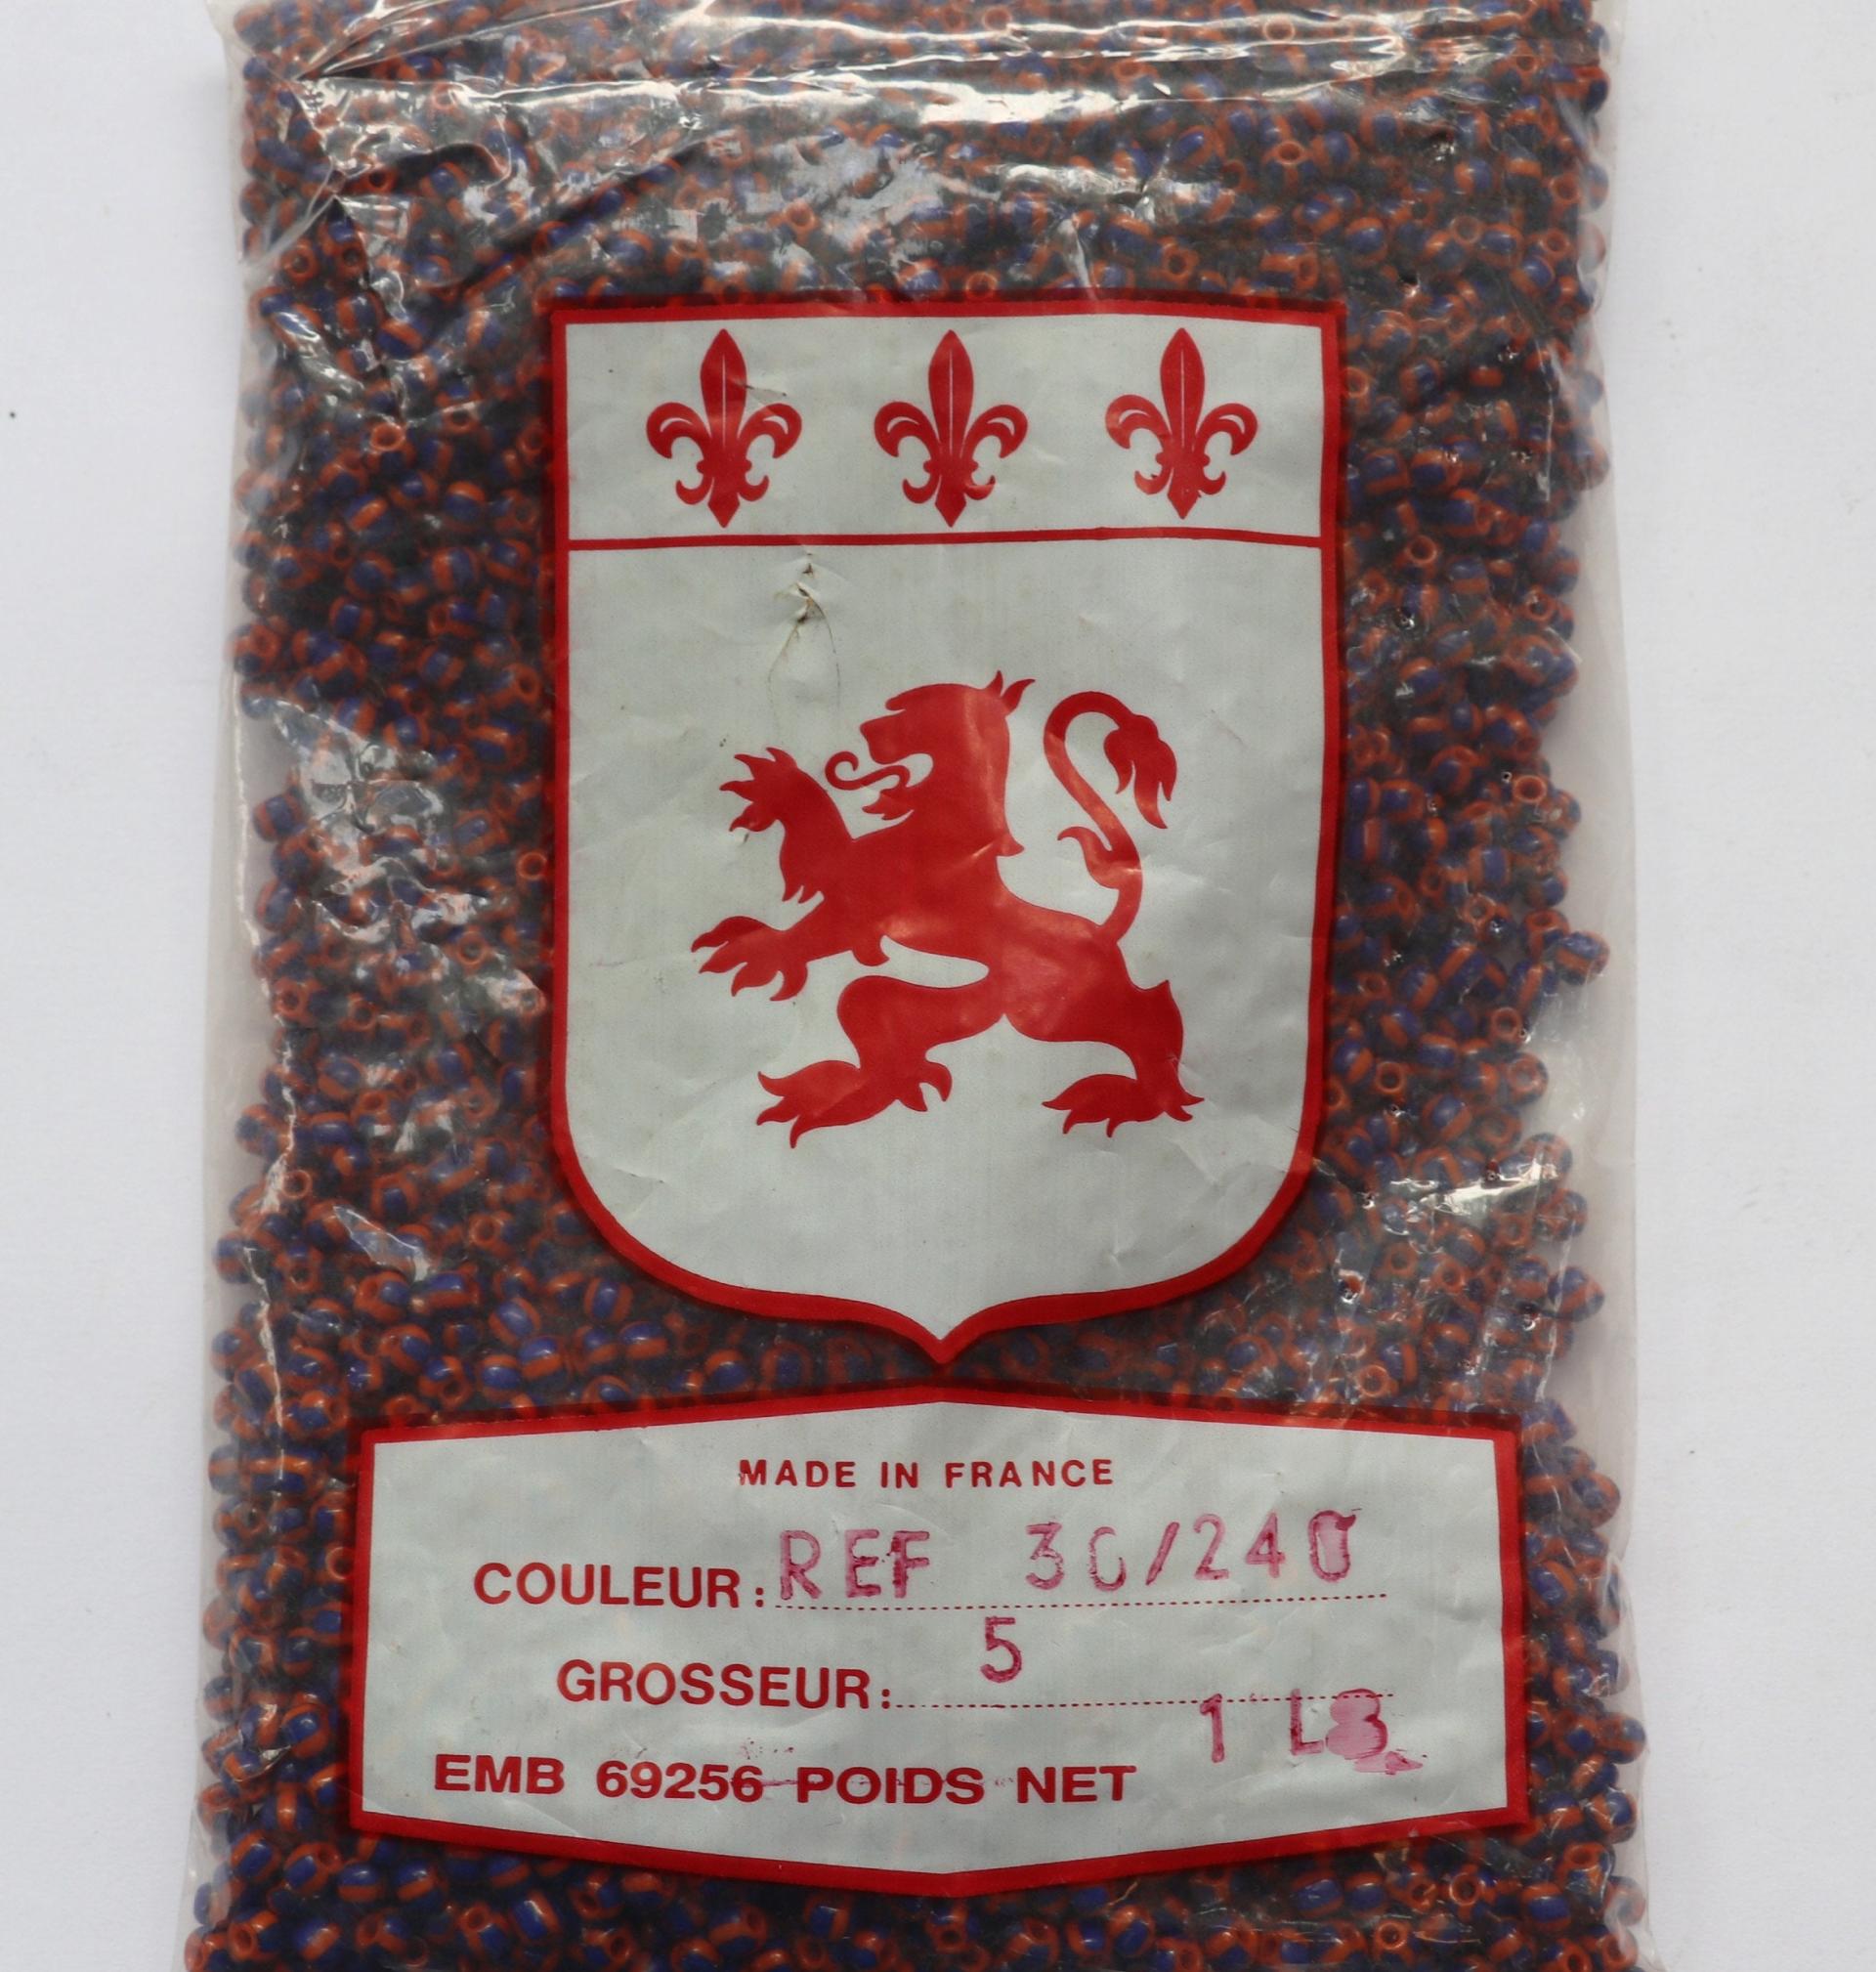 MADE IN FRANCE
COULEUR: REF 30/240
GROSSEUR: 5
1 LB
EMB 69256 POIDS NET